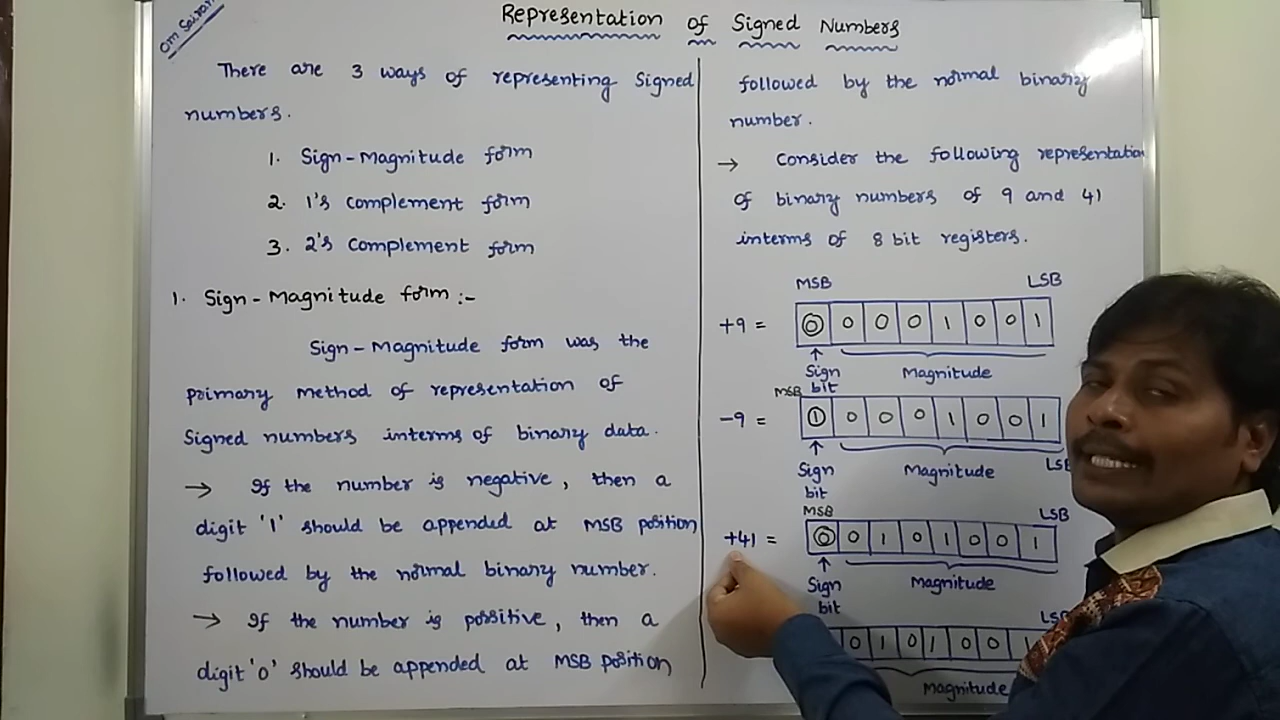 Om Sairam
Representation of Signed Numbers
There are 3 ways of representing Signed
numbers.
1. Sign-Magnitude form
2. 1's complement form
3. 2's complement form
1. Sign-Magnitude form :-
Sign-Magnitude form was the
primary method of representation of
Signed numbers interms of binary data.
→ If the number is negative, then a
digit '1' should be appended at MSB position
followed by the normal binary number.
→ If the number is positive, then a
digit '0' should be appended at MSB position
followed by the normal binary
number.
→ Consider the following representation
of binary numbers of 9 and 41
interms of 8 bit registers.
MSB LSB
+9 = 0 0 0 0 1 0 0 1
Sign Magnitude
bit
MSB
-9 = 1 0 0 0 1 0 0 1
Sign Magnitude LSB
bit
MSB LSB
+41 = 0 0 1 0 1 0 0 1
Sign Magnitude
bit
LSB
0 1 0 1 0 0 1
Magnitude